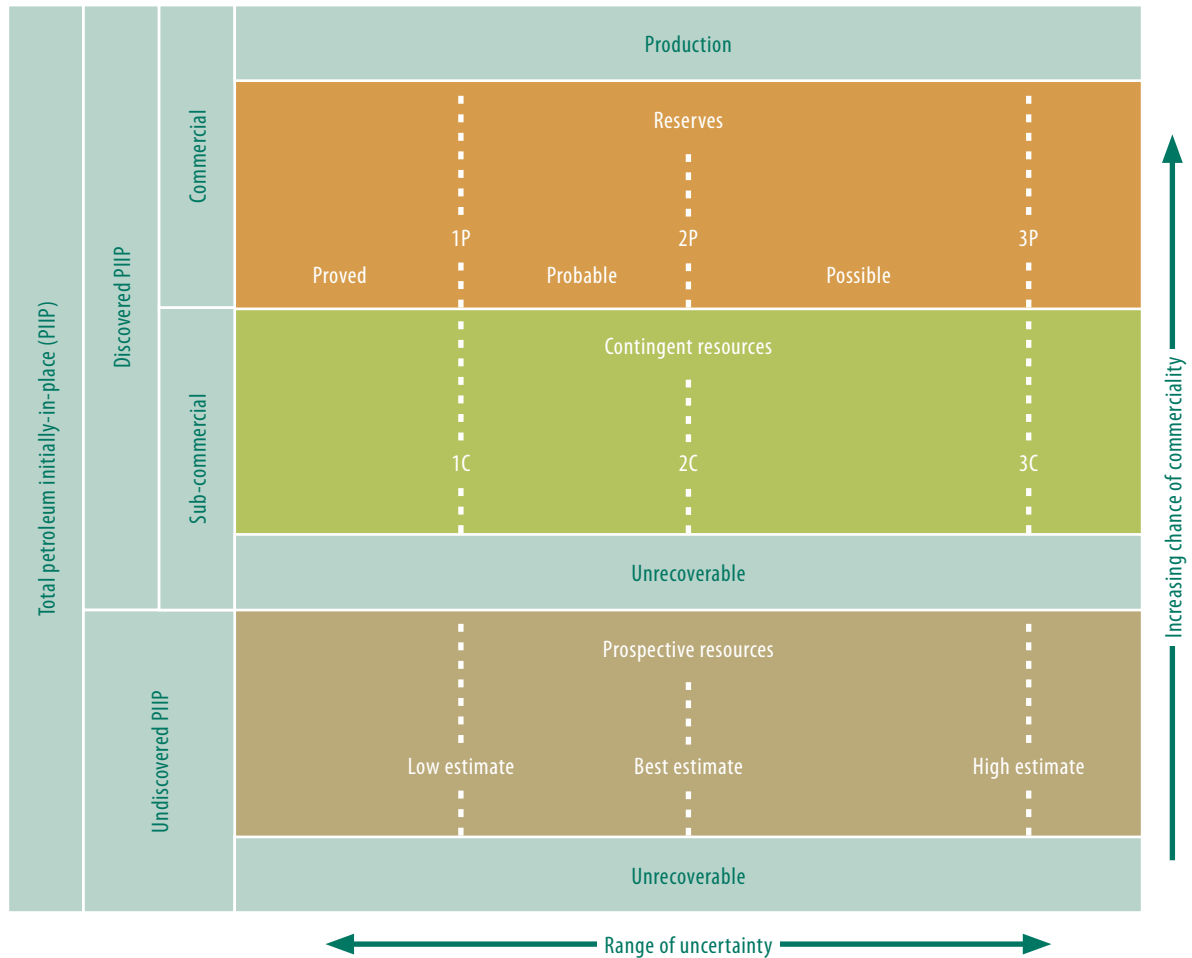 Total petroleum initially-in-place (PIIP)
Discovered PIIP
Commercial
Production
Reserves
1P
2P
3P
Proved
Probable
Possible
Sub-commercial
Contingent resources
1C
2C
3C
Unrecoverable
Undiscovered PIIP
Prospective resources
Low estimate
Best estimate
High estimate
Unrecoverable
Range of uncertainty
Increasing chance of commerciality